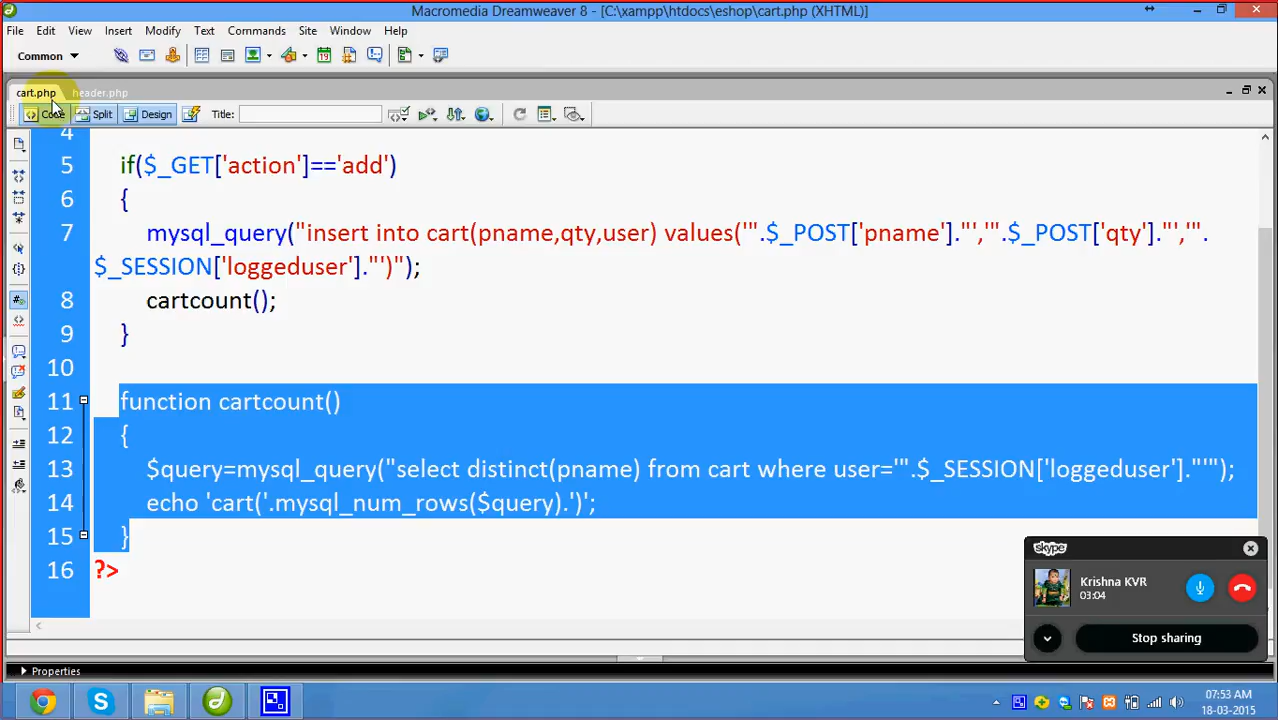 Macromedia Dreamweaver 8 - [C:\xampp\htdocs\eshop\cart.php (XHTML)]
File Edit View Insert Modify Text Commands Site Window Help
Common
cart.php header.php
Code Split Design Title:
4
5 if($_GET['action']=='add')
6 {
7 mysql_query("insert into cart(pname,qty,user) values('".$_POST['pname']."','".$_POST['qty']."','".
$_SESSION['loggeduser']."')");
8 cartcount();
9 }
10
11 function cartcount()
12 {
13 $query=mysql_query("select distinct(pname) from cart where user='".$_SESSION['loggeduser']."'");
14 echo 'cart('.mysql_num_rows($query).')';
15 }
16 ?>
skype
Krishna KVR
03:04
Stop sharing
Properties
07:53 AM
18-03-2015